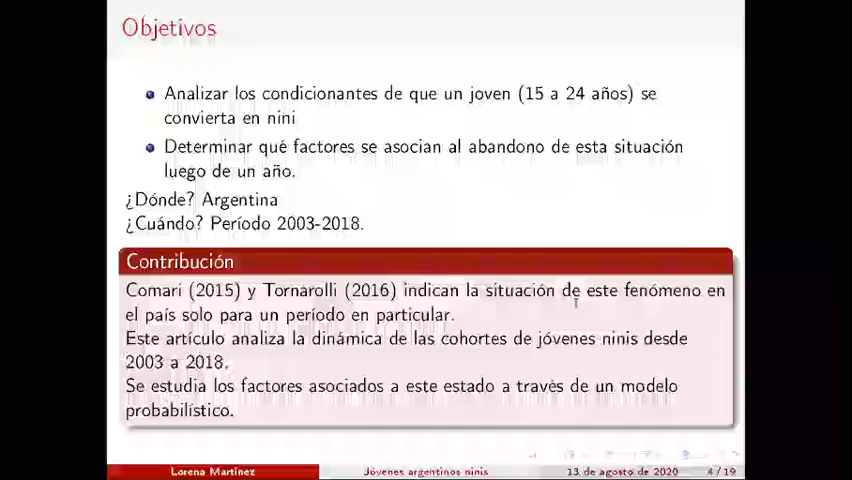 Objetivos
Analizar los condicionantes de que un joven (15 a 24 años) se
convierta en nini
Determinar qué factores se asocian al abandono de esta situación
luego de un año.
¿Dónde? Argentina
¿Cuándo? Período 2003-2018.
Contribución
Comari (2015) y Tornarolli (2016) indican la situación de este fenómeno en
el país solo para un período en particular.
Este artículo analiza la dinámica de las cohortes de jóvenes ninis desde
2003 a 2018.
Se estudia los factores asociados a este estado a través de un modelo
probabilístico.
Lorena Martínez Jóvenes argentinos ninis 13 de agosto de 2020 4 / 19